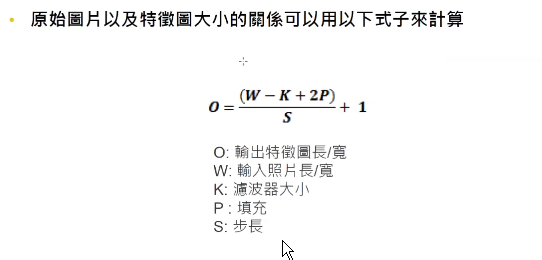 • 原始圖片以及特徵圖大小的關係可以用以下式子來計算
O = (W − K + 2P) / S + 1
O: 輸出特徵圖長/寬
W: 輸入照片長/寬
K: 濾波器大小
P : 填充
S: 步長